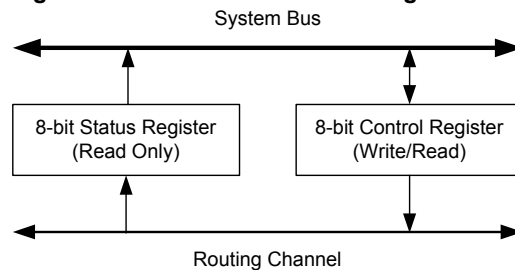 System Bus
8-bit Status Register
(Read Only)
8-bit Control Register
(Write/Read)
Routing Channel